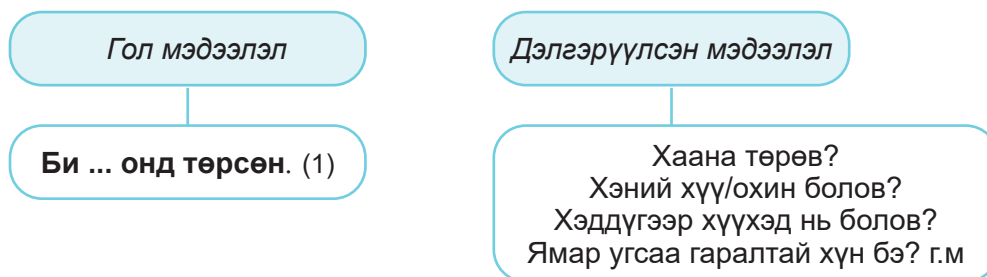 Гол мэдээлэл
Би ... онд төрсөн. (1)
Дэлгэрүүлсэн мэдээлэл
Хаана төрөв?
Хэний хүү/охин болов?
Хэддүгээр хүүхэд нь болов?
Ямар угсаа гаралтай хүн бэ? г.м